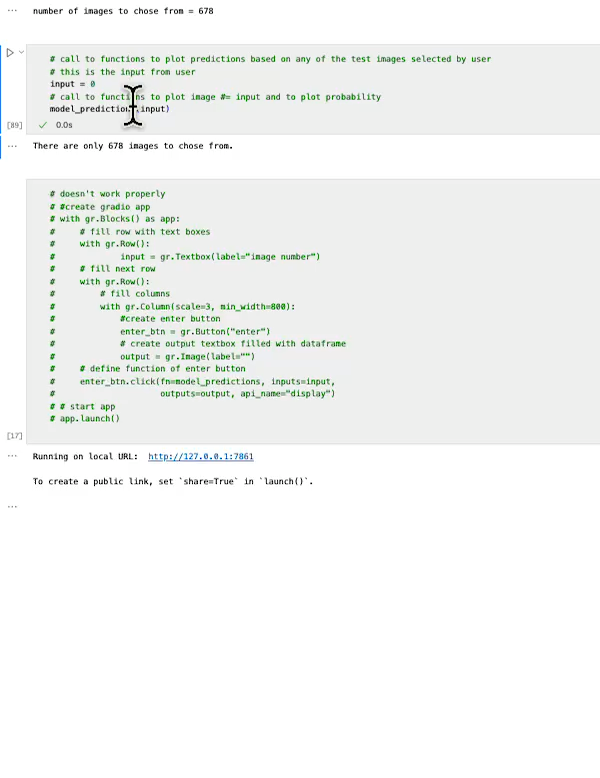 number of images to chose from = 678
# call to functions to plot predictions based on any of the test images selected by user
# this is the input from user
input = 0
# call to functions to plot image #= input and to plot probability
model_prediction input)
[89] 0.0s
There are only 678 images to chose from.
# doesn't work properly
# #create gradio app
# with gr.Blocks() as app:
#     # fill row with text boxes
#     with gr.Row():
#             input = gr.Textbox(label="image number")
#     # fill next row
#     with gr.Row():
#         # fill columns
#         with gr.Column(scale=3, min_width=800):
#             #create enter button
#             enter_btn = gr.Button("enter")
#             # create output textbox filled with dataframe
#             output = gr.Image(label="")
#     # define function of enter button
#     enter_btn.click(fn=model_predictions, inputs=input,
#                     outputs=output, api_name="display")
# # start app
# app.launch()
[17]
Running on local URL:  http://127.0.0.1:7861
To create a public link, set `share=True` in `launch()`.